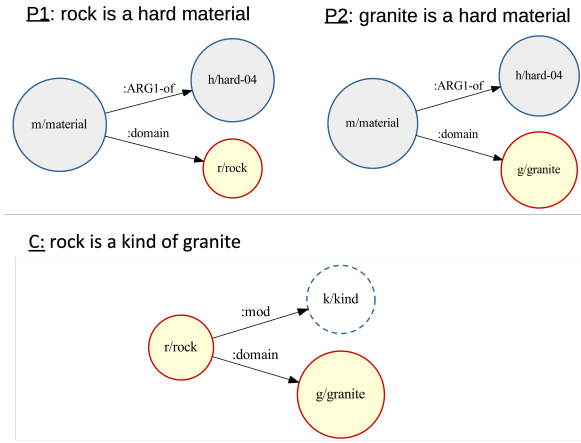 P1: rock is a hard material
P2: granite is a hard material
m/material
:ARG1-of
h/hard-04
:domain
r/rock
m/material
:ARG1-of
h/hard-04
:domain
g/granite
C: rock is a kind of granite
r/rock
:mod
k/kind
:domain
g/granite